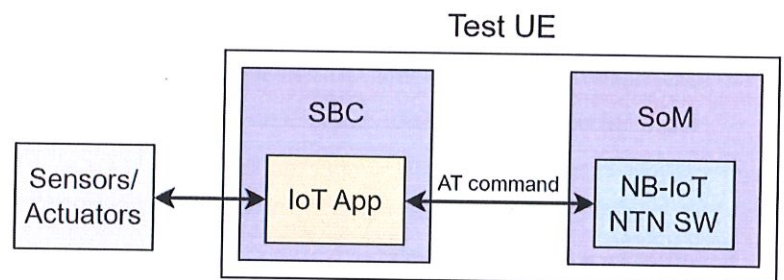 Test UE
SBC
SoM
Sensors/
Actuators
IoT App
AT command
NB-IoT
NTN SW